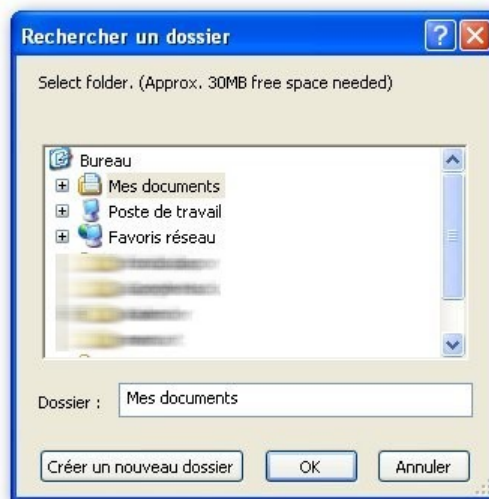 Rechercher un dossier
Select folder. (Approx. 30MB free space needed)
Bureau
Mes documents
Poste de travail
Favoris réseau
Dossier : Mes documents
Créer un nouveau dossier OK Annuler